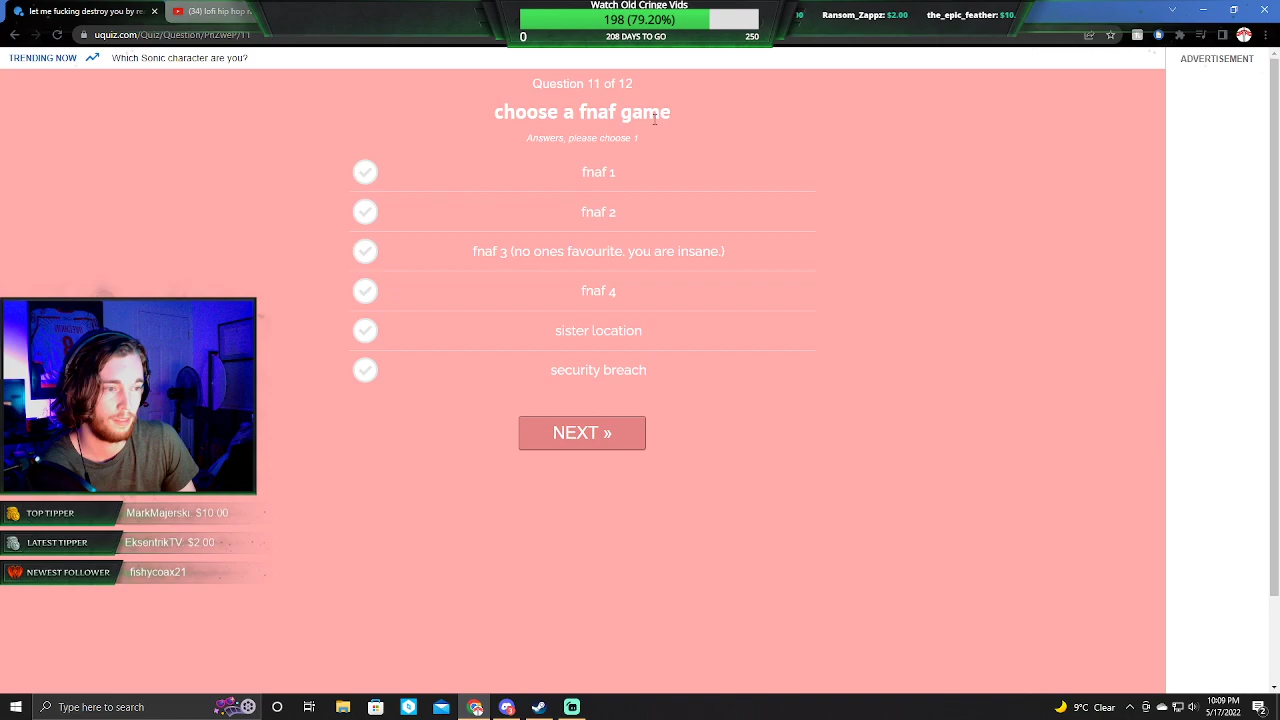 Watch Old Cringe Vids
198 (79.20%)
0
208 DAYS TO GO
250
Ransom_Zappz: $2.00
the_epic_feather: $10.
let me fucking destroy you by re
(34) lofi hip hop
uquiz.com/quiz/
TRENDING NOW
Which Sonic character are you?
ADVERTISEMENT
Question 11 of 12
choose a fnaf game
Answers, please choose 1
fnaf 1
fnaf 2
fnaf 3 (no ones favourite. you are insane.)
fnaf 4
sister location
security breach
NEXT »
TOP TIPPER
MarkMajerski: $10.00
LATEST TIPPER
EksentrikTV: $2.00
NEWEST FOLLOWER
fishycoax21
Type here to search
9°C Clear
10:09 PM
5/17/2022